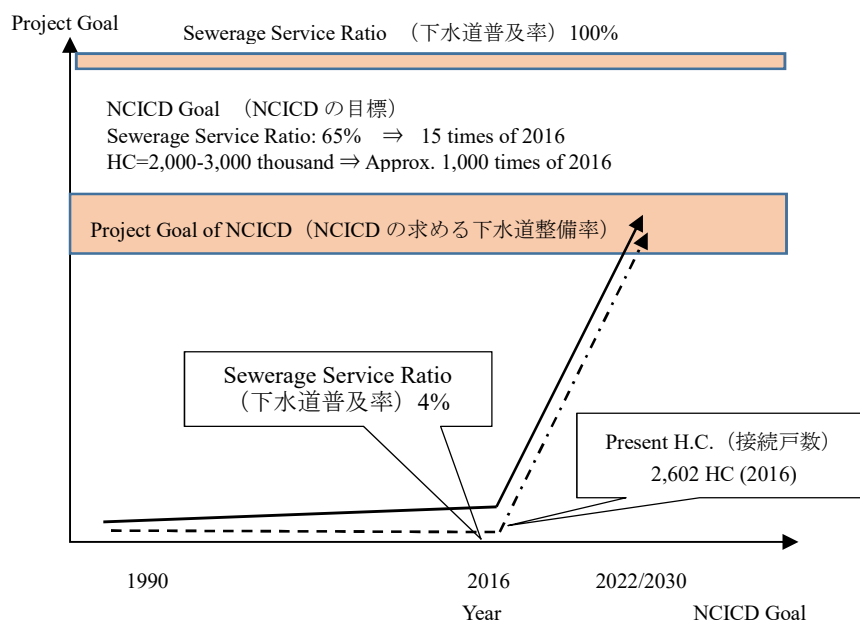 Project Goal
Sewerage Service Ratio （下水道普及率）100%
NCICD Goal （NCICD の目標）
Sewerage Service Ratio: 65% ⇒ 15 times of 2016
HC=2,000-3,000 thousand ⇒ Approx. 1,000 times of 2016
Project Goal of NCICD（NCICD の求める下水道整備率）
Sewerage Service Ratio
（下水道普及率）4%
Present H.C.（接続戸数）
2,602 HC (2016)
1990 2016 2022/2030
Year NCICD Goal